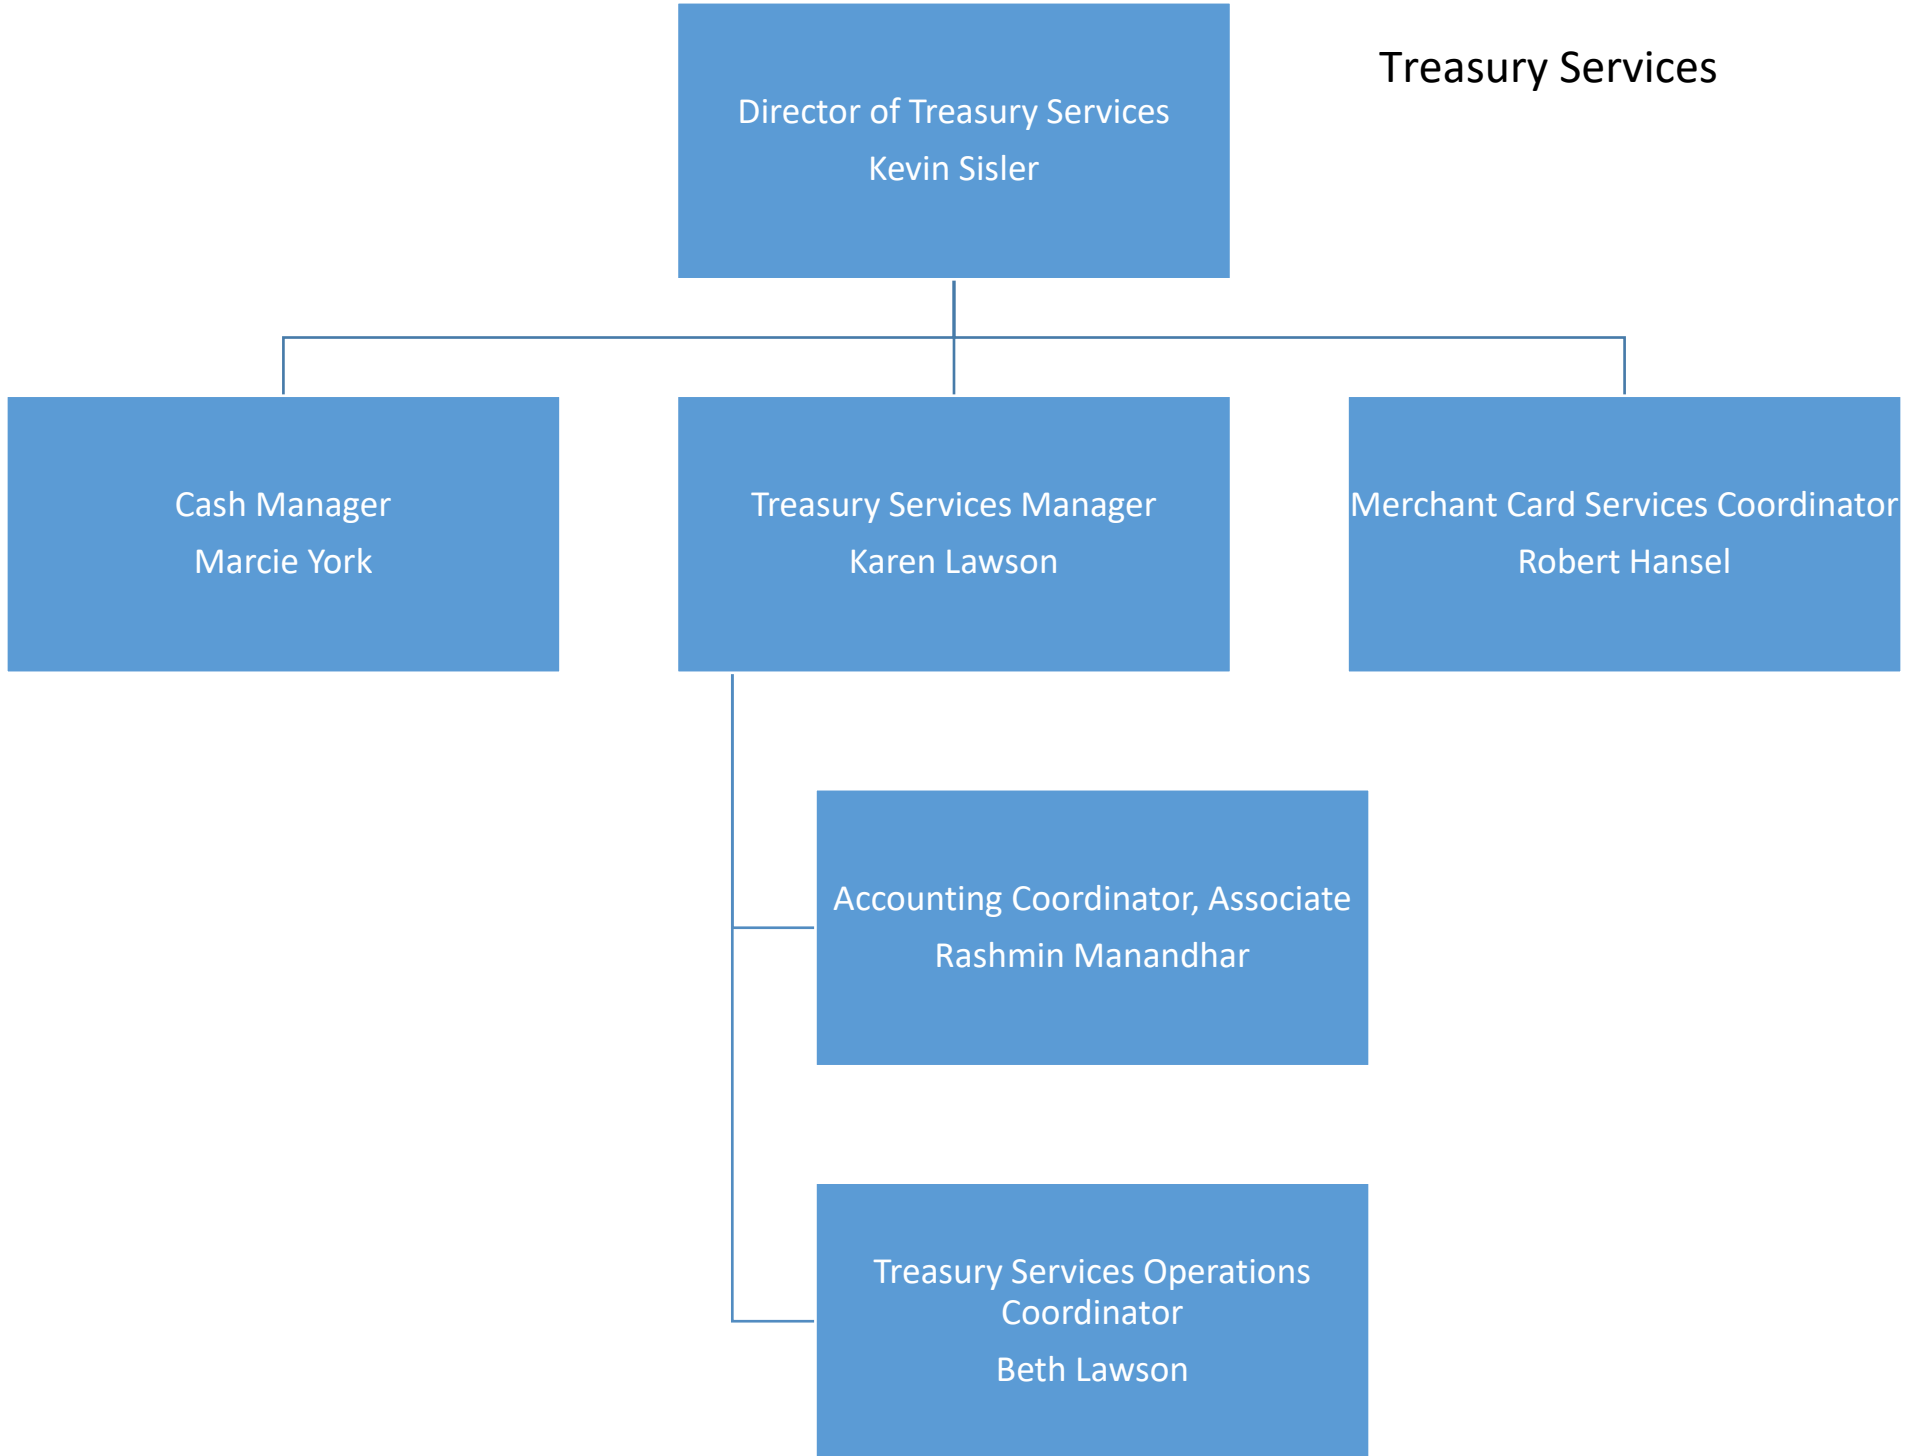 Treasury Services
Director of Treasury Services
Kevin Sisler
Cash Manager
Marcie York
Treasury Services Manager
Karen Lawson
Merchant Card Services Coordinator
Robert Hansel
Accounting Coordinator, Associate
Rashmin Manandhar
Treasury Services Operations
Coordinator
Beth Lawson